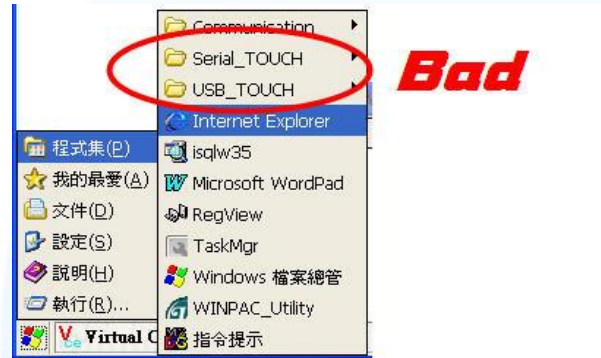 Communication
Serial_TOUCH
USB_TOUCH
Internet Explorer
isqlw35
Microsoft WordPad
RegView
TaskMgr
Windows 檔案總管
WINPAC_Utility
指令提示
Bad
程式集(P)
我的最愛(A)
文件(D)
設定(S)
說明(H)
執行(R)...
Virtual C